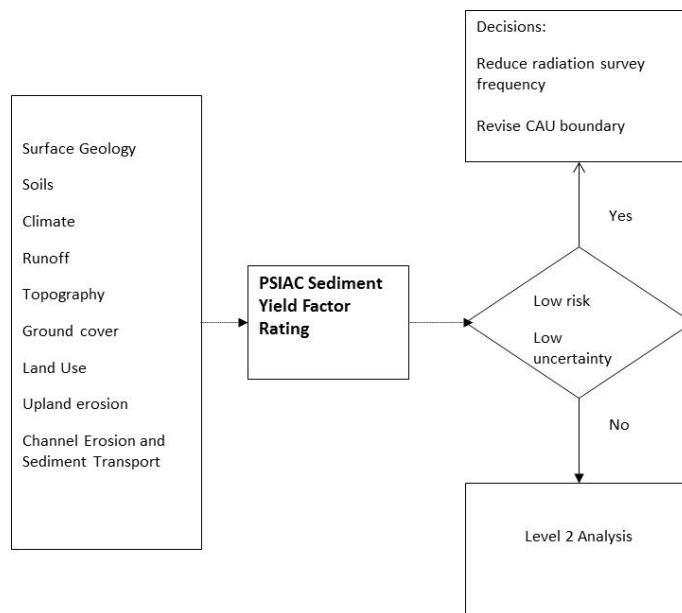 Surface Geology
Soils
Climate
Runoff
Topography
Ground cover
Land Use
Upland erosion
Channel Erosion and
Sediment Transport
PSIAC Sediment
Yield Factor
Rating
Low risk
Low
uncertainty
Yes
Decisions:
Reduce radiation survey
frequency
Revise CAU boundary
No
Level 2 Analysis